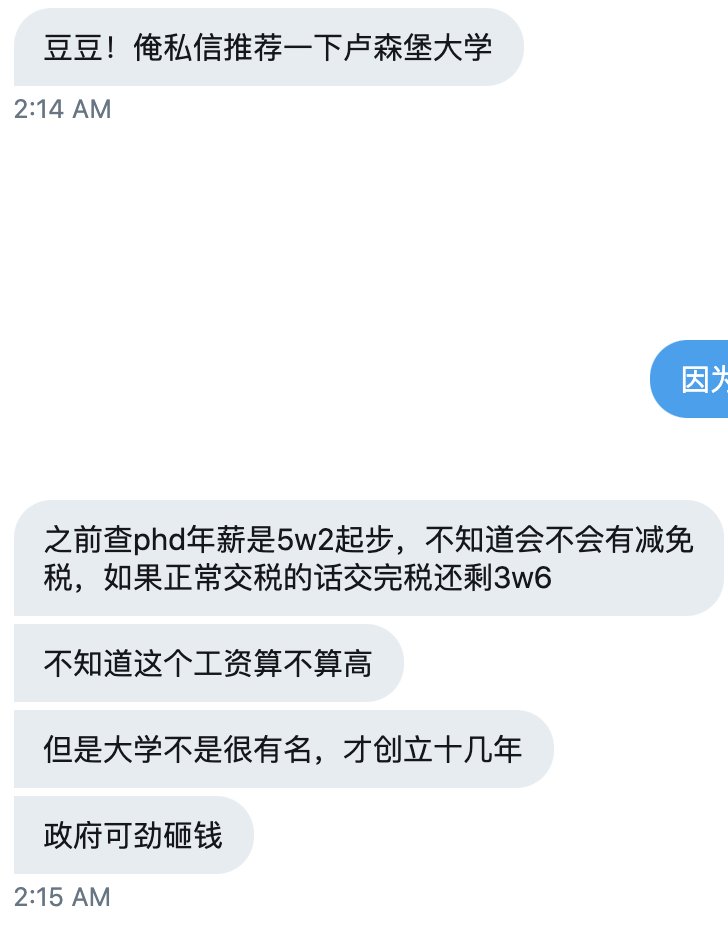 豆豆！俺私信推荐一下卢森堡大学
2:14 AM
因为
之前查phd年薪是5w2起步，不知道会不会有减免
税，如果正常交税的话交完税还剩3w6
不知道这个工资算不算高
但是大学不是很有名，才创立十几年
政府可劲砸钱
2:15 AM